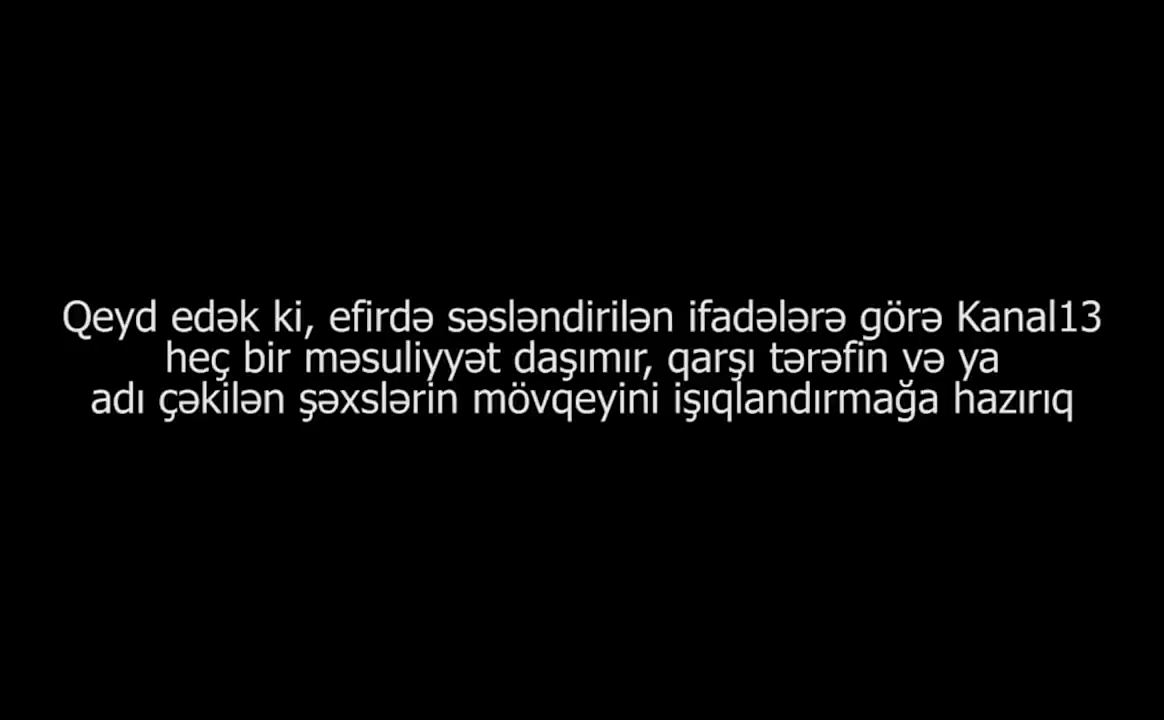 Qeyd edək ki, efirdə səsləndirilən ifadələrə görə Kanal13
heç bir məsuliyyət daşımır, qarşı tərəfin və ya
adı çəkilən şəxslərin mövqeyini işıqlandırmağa hazırıq